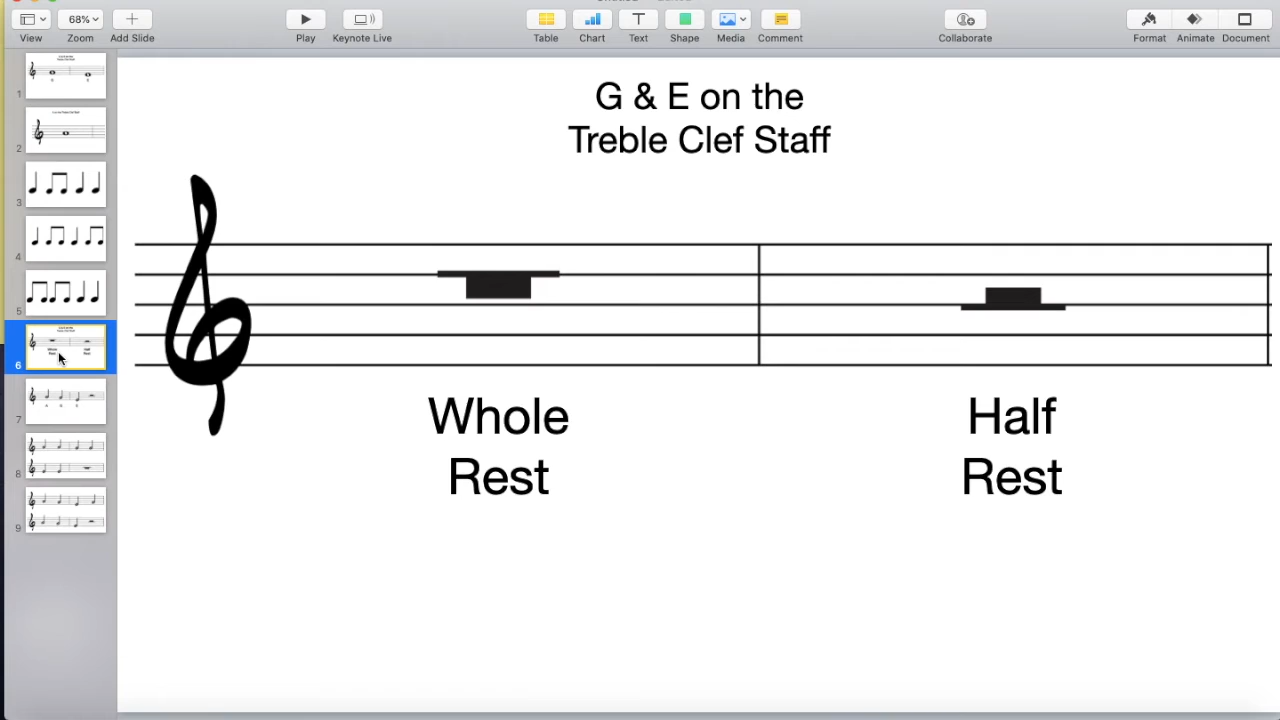 68%
View
Zoom
Add Slide
Play
Keynote Live
Table
Chart
Text
Shape
Media
Comment
Collaborate
Format
Animate
Document
1
2
3
4
5
6
7
8
9
G & E on the
Treble Clef Staff
Whole
Rest
Half
Rest